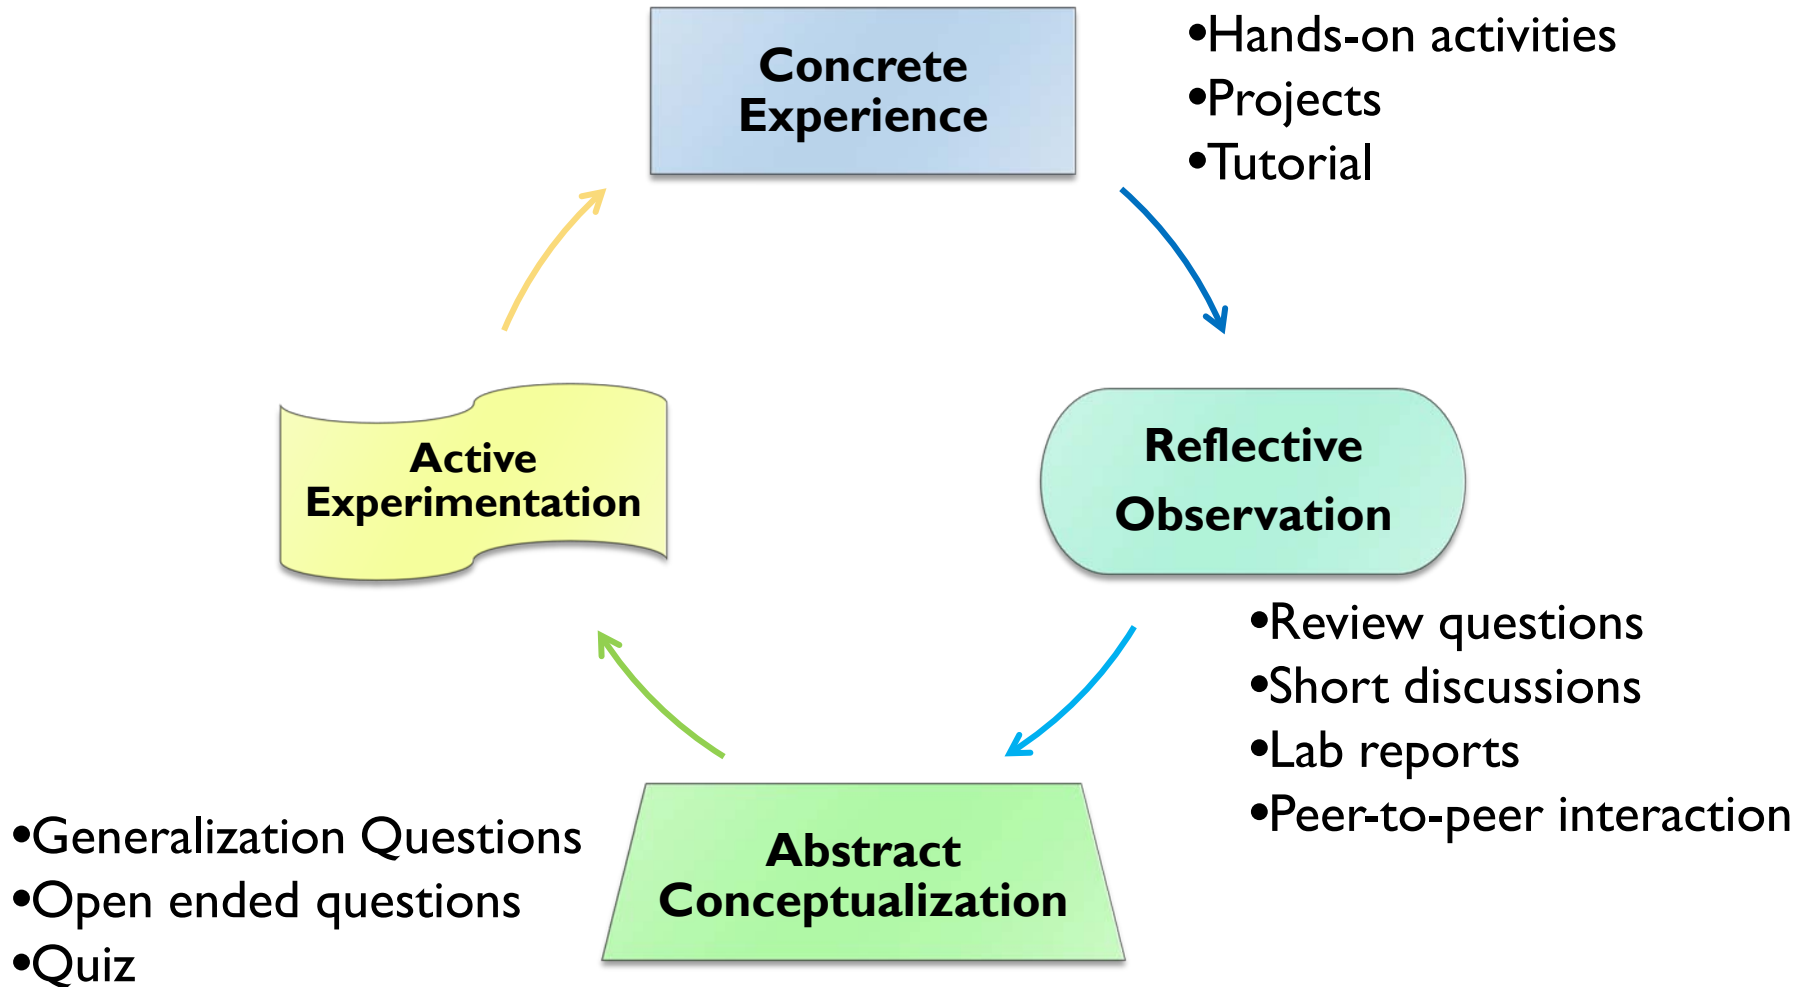 Concrete
Experience
•Hands-on activities
•Projects
•Tutorial
Reflective
Observation
•Review questions
•Short discussions
•Lab reports
•Peer-to-peer interaction
Abstract
Conceptualization
•Generalization Questions
•Open ended questions
•Quiz
Active
Experimentation